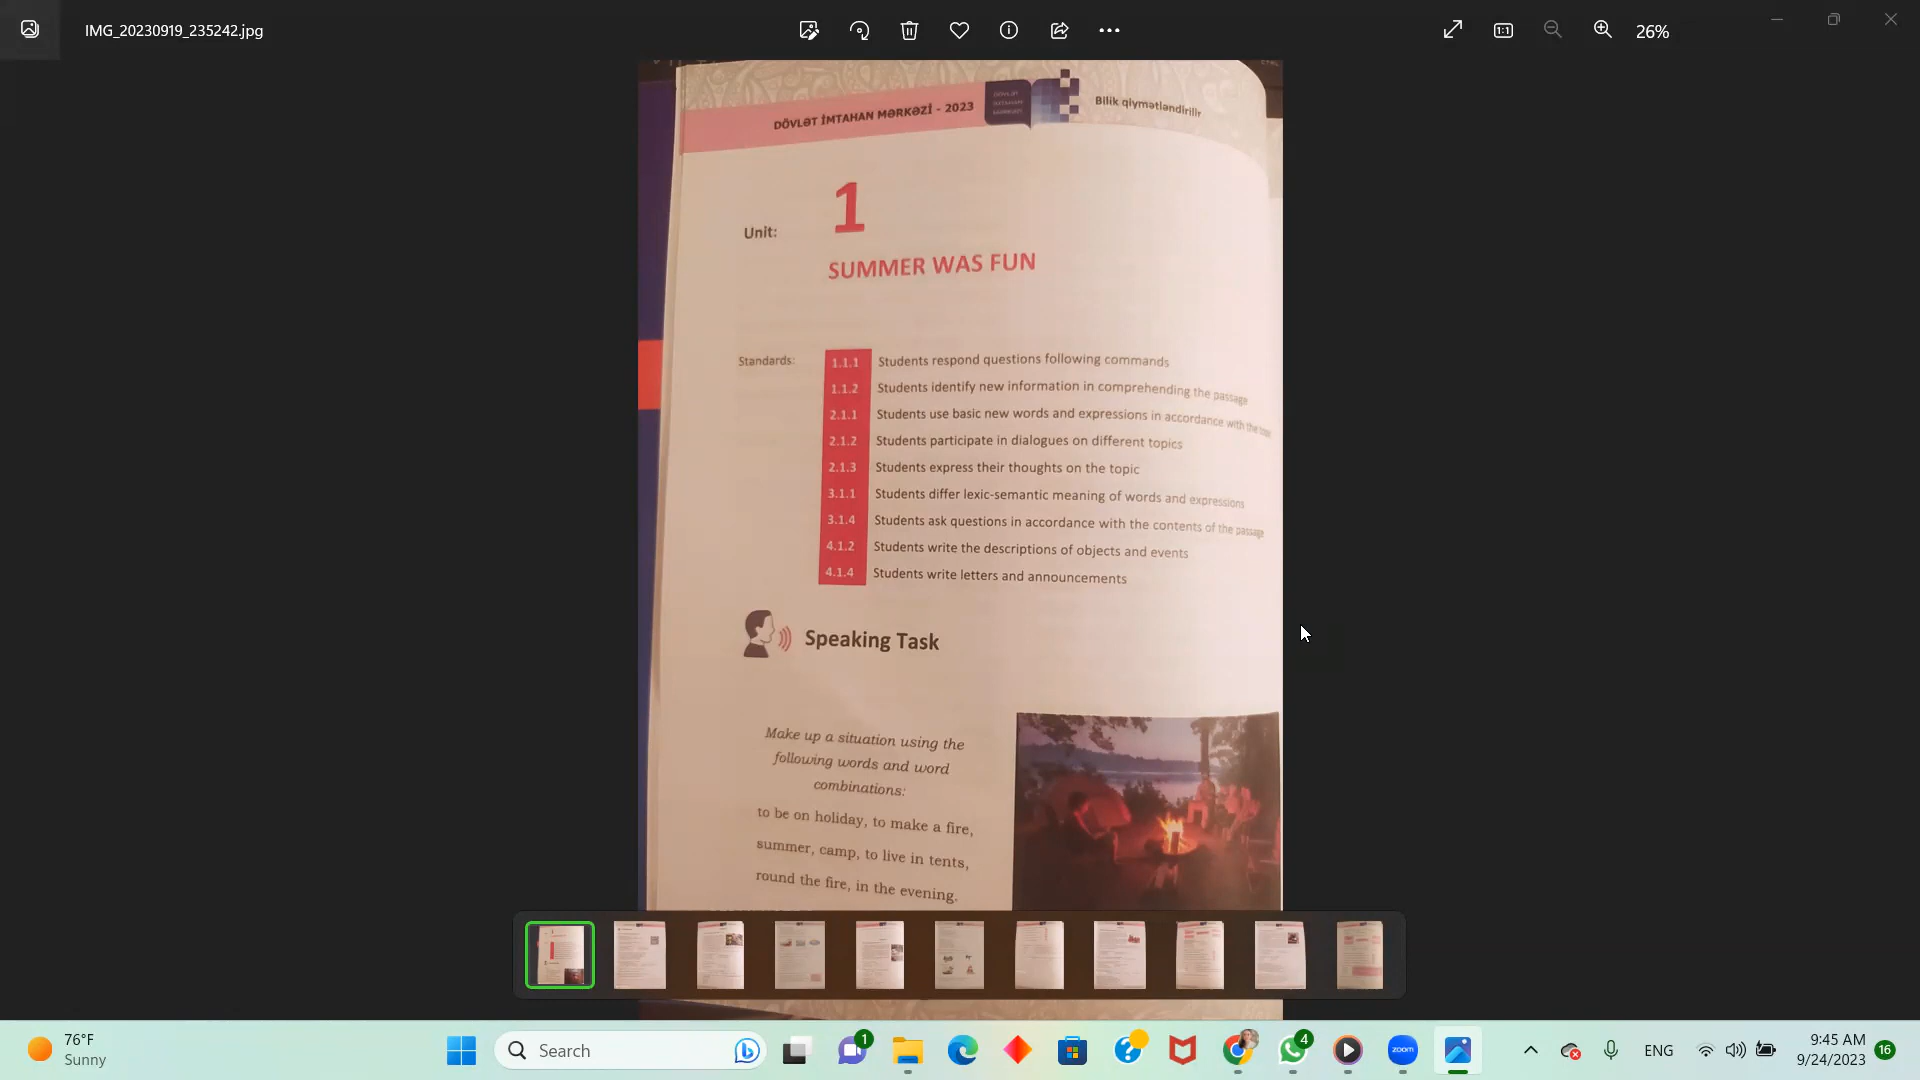 IMG_20230919_235242.jpg
26%
DÖVLƏT İMTAHAN MƏRKƏZİ - 2023
DÖVLƏT
İMTAHAN
MƏRKƏZİ
Bilik qiymətləndirilir
1
Unit:
SUMMER WAS FUN
Standards:
1.1.1 Students respond questions following commands
1.1.2 Students identify new information in comprehending the passage
2.1.1 Students use basic new words and expressions in accordance with the topic
2.1.2 Students participate in dialogues on different topics
2.1.3 Students express their thoughts on the topic
3.1.1 Students differ lexic-semantic meaning of words and expressions
3.1.4 Students ask questions in accordance with the contents of the passage
4.1.2 Students write the descriptions of objects and events
4.1.4 Students write letters and announcements
Speaking Task
Make up a situation using the
following words and word
combinations:
to be on holiday, to make a fire,
summer, camp, to live in tents,
round the fire, in the evening.
76°F
Sunny
Search
1
4
zoom
ENG
9:45 AM
9/24/2023
16